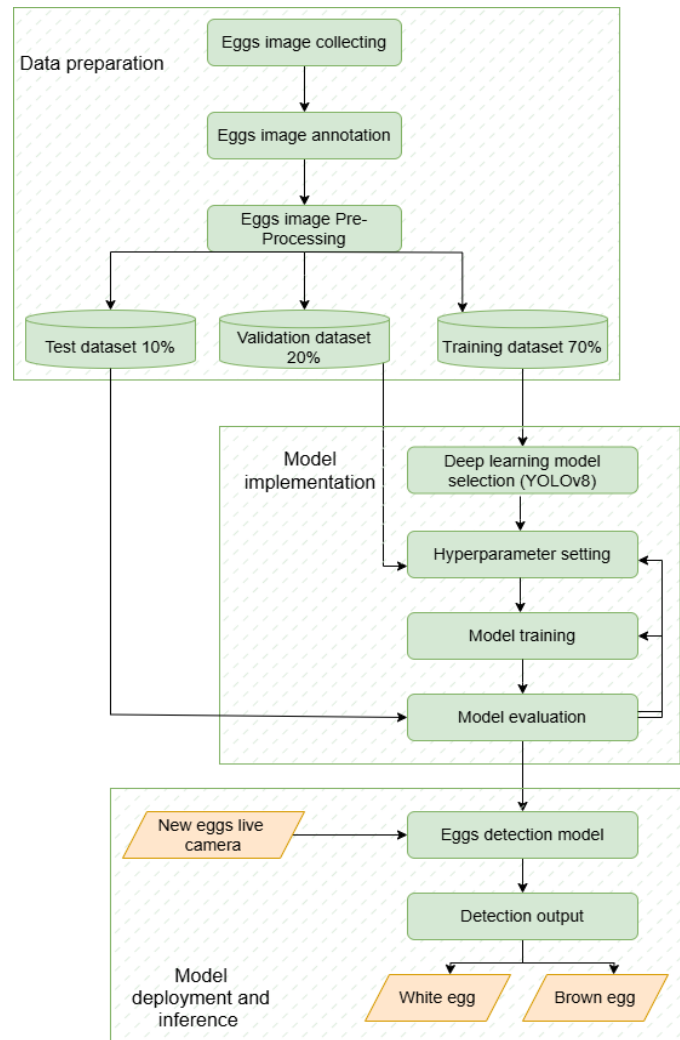 Eggs image collecting
Data preparation
Eggs image annotation
Eggs image Pre-
Processing
Test dataset 10%
Validation dataset
20%
Training dataset 70%
Model
implementation
Deep learning model
selection (YOLOv8)
Hyperparameter setting
Model training
Model evaluation
New eggs live
camera
Eggs detection model
Detection output
Model
deployment and
inference
White egg
Brown egg